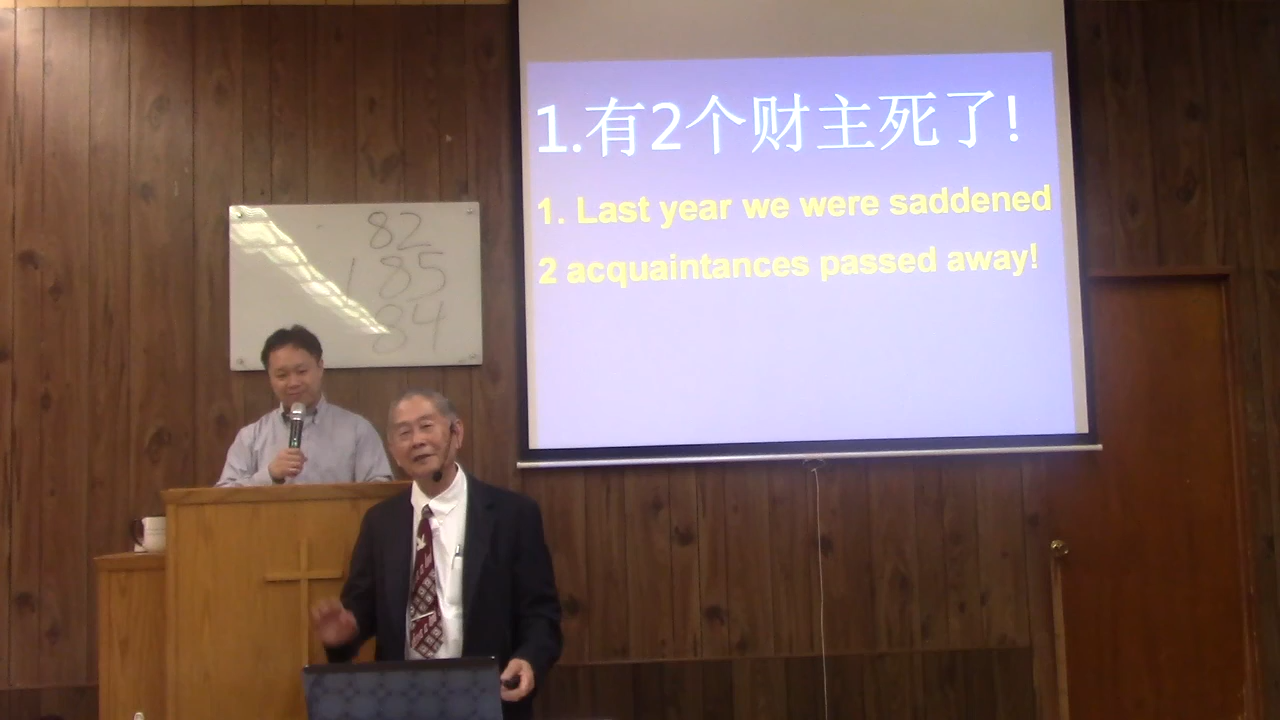 82
185
84
1.有2个财主死了!
1. Last year we were saddened
2 acquaintances passed away!